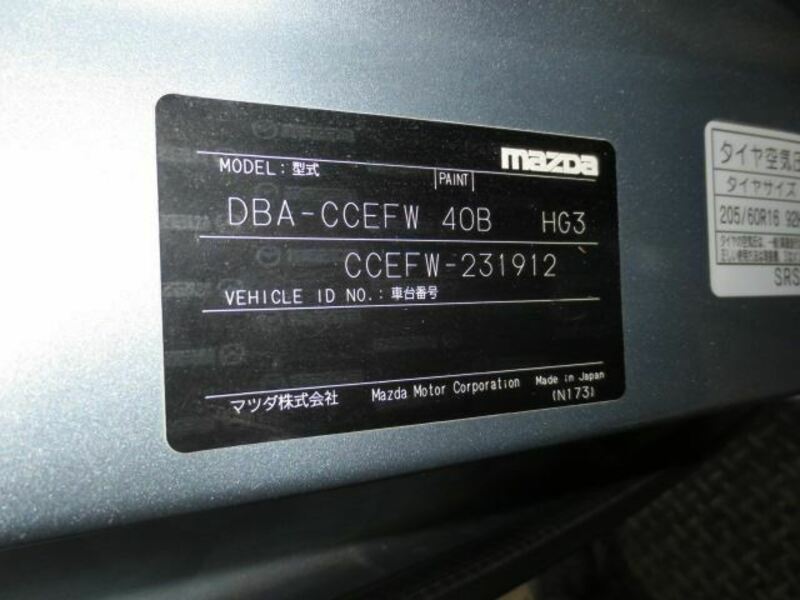 mazda
MODEL: 型式
PAINT
DBA-CCEFW 40B HG3
CCEFW-231912
VEHICLE ID NO.: 車台番号
マツダ株式会社 Mazda Motor Corporation Made in Japan
(N173)
タイヤ空気圧
タイヤサイズ
205/60R16
SRS